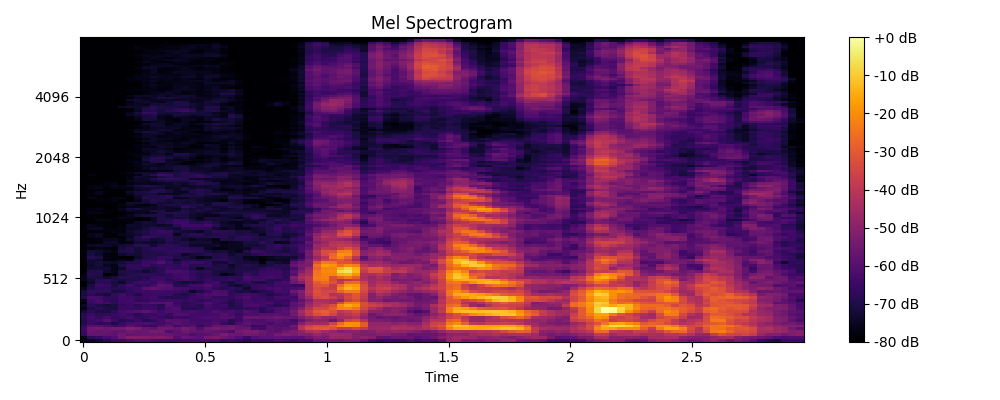 Mel Spectrogram
+0 dB
-10 dB
-20 dB
-30 dB
-40 dB
-50 dB
-60 dB
-70 dB
-80 dB
Hz
4096
2048
1024
512
0
0 0.5 1 1.5 2 2.5
Time